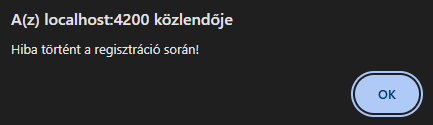 A(z) localhost:4200 közlendője
Hiba történt a regisztráció során!
OK